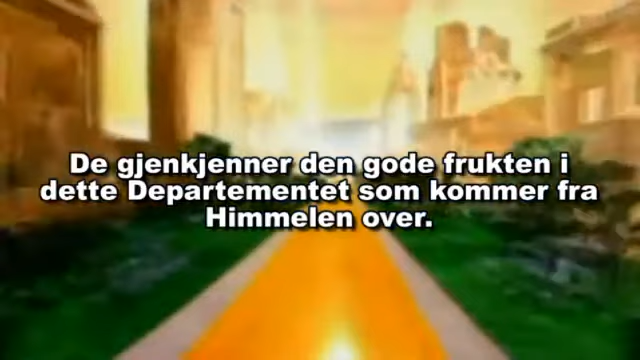 De gjenkjenner den gode frukten i
dette Departementet som kommer fra
Himmelen over.